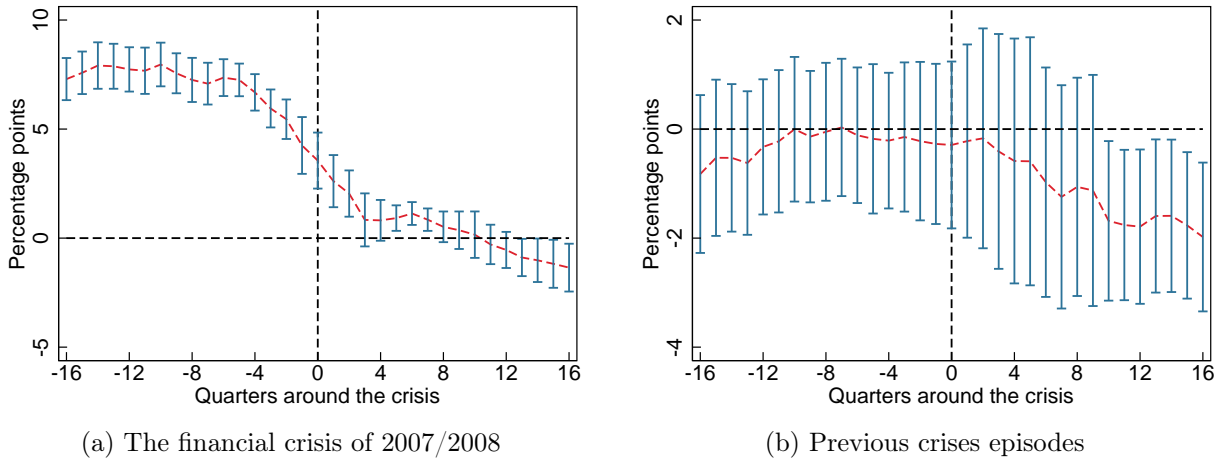 10
5
0
-5
Percentage points
-16 -12 -8 -4 0 4 8 12 16
Quarters around the crisis
(a) The financial crisis of 2007/2008
2
0
-2
-4
Percentage points
-16 -12 -8 -4 0 4 8 12 16
Quarters around the crisis
(b) Previous crises episodes